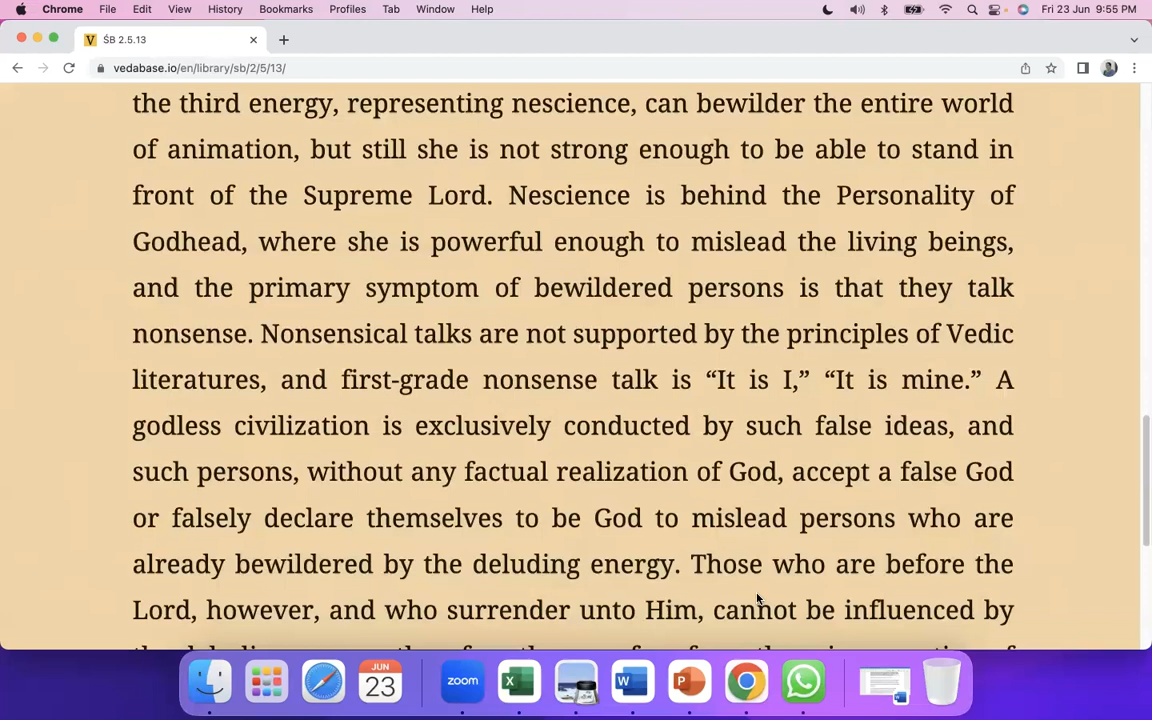 Chrome File Edit View History Bookmarks Profiles Tab Window Help Fri 23 Jun 9:55 PM
V ŚB 2.5.13
vedabase.io/en/library/sb/2/5/13/
the third energy, representing nescience, can bewilder the entire world
of animation, but still she is not strong enough to be able to stand in
front of the Supreme Lord. Nescience is behind the Personality of
Godhead, where she is powerful enough to mislead the living beings,
and the primary symptom of bewildered persons is that they talk
nonsense. Nonsensical talks are not supported by the principles of Vedic
literatures, and first-grade nonsense talk is “It is I,” “It is mine.” A
godless civilization is exclusively conducted by such false ideas, and
such persons, without any factual realization of God, accept a false God
or falsely declare themselves to be God to mislead persons who are
already bewildered by the deluding energy. Those who are before the
Lord, however, and who surrender unto Him, cannot be influenced by
JUN
23
zoom
X
W
P